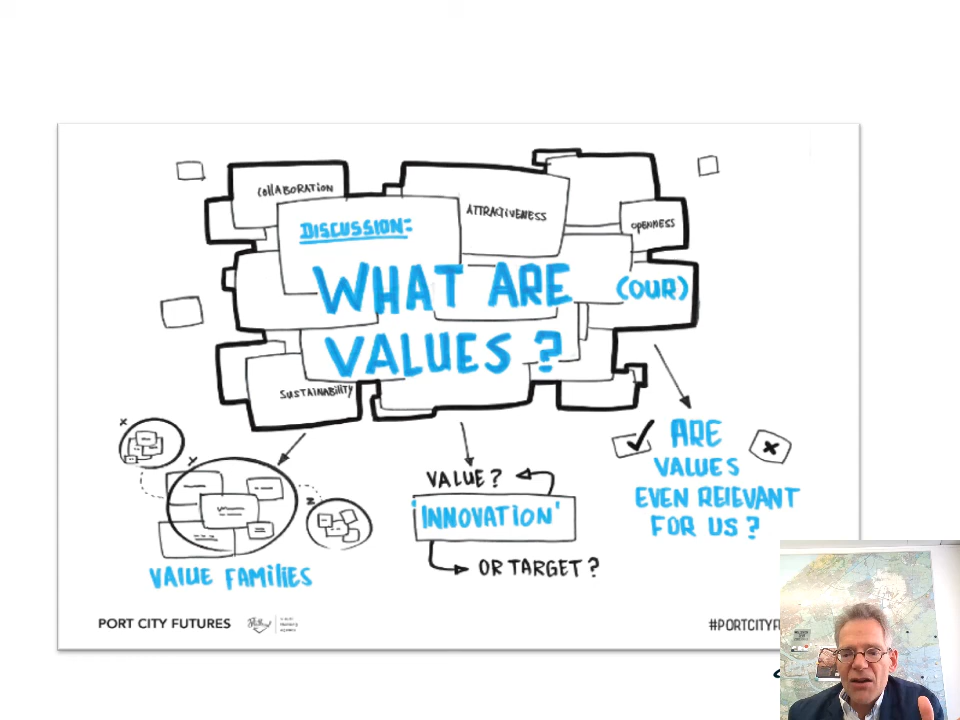 COLLABORATION
ATTRACTIVENESS
OPENNESS
DISCUSSION:
WHAT ARE (OUR)
VALUES ?
SUSTAINABILITY
X
Y
Z
VALUE FAMILIES
VALUE?
'INNOVATION'
OR TARGET?
ARE
VALUES
EVEN RELEVANT
FOR US?
PORT CITY FUTURES